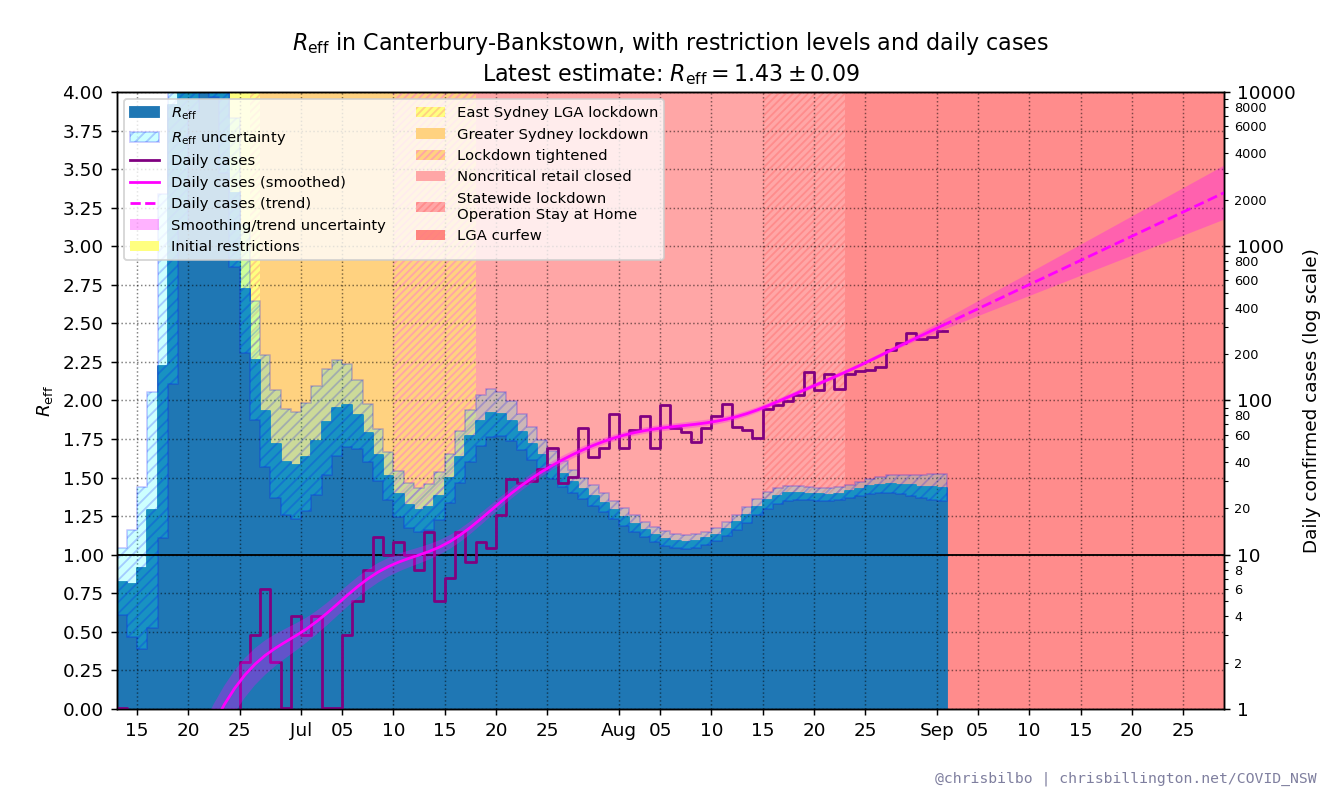 R_eff in Canterbury-Bankstown, with restriction levels and daily cases
Latest estimate: R_eff = 1.43 ± 0.09
R_eff
R_eff uncertainty
Daily cases
Daily cases (smoothed)
Daily cases (trend)
Smoothing/trend uncertainty
Initial restrictions
East Sydney LGA lockdown
Greater Sydney lockdown
Lockdown tightened
Noncritical retail closed
Statewide lockdown
Operation Stay at Home
LGA curfew
R_eff
4.00
3.75
3.50
3.25
3.00
2.75
2.50
2.25
2.00
1.75
1.50
1.25
1.00
0.75
0.50
0.25
0.00
10000
8000
6000
4000
2000
1000
800
600
400
200
100
80
60
40
20
10
8
6
4
2
1
Daily confirmed cases (log scale)
15 20 25 Jul 05 10 15 20 25 Aug 05 10 15 20 25 Sep 05 10 15 20 25
@chrisbilbo | chrisbillington.net/COVID_NSW